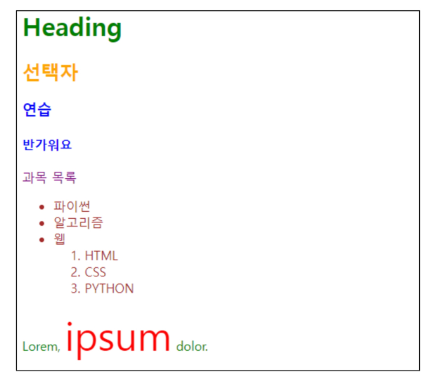 Heading
선택자
연습
반가워요
과목 목록
• 파이썬
• 알고리즘
• 웹
1. HTML
2. CSS
3. PYTHON
Lorem, ipsum dolor.